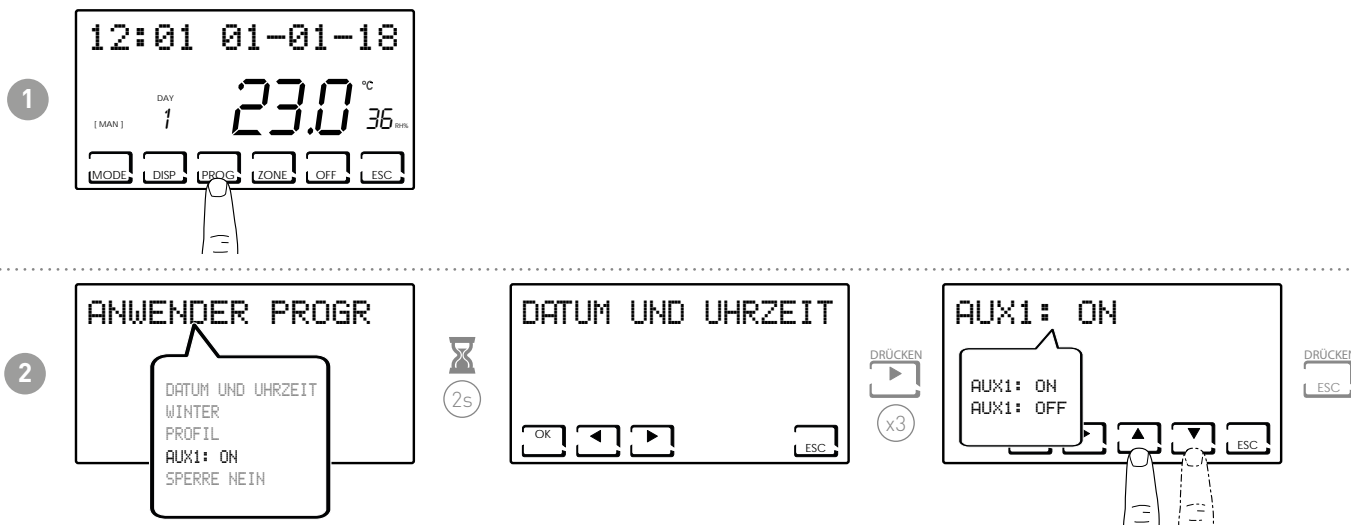 1
12:01 01-01-18
[ MAN ]
DAY
1
23.0 °C
36 RH%
MODE DISP PROG ZONE OFF ESC
2
ANWENDER PROGR
DATUM UND UHRZEIT
WINTER
PROFIL
AUX1: ON
SPERRE NEIN
2s
DATUM UND UHRZEIT
OK ◀ ▶ ESC
DRÜCKEN
▶
x3
AUX1: ON
AUX1: ON
AUX1: OFF
▶ ▲ ▼ ESC
DRÜCKEN
ESC